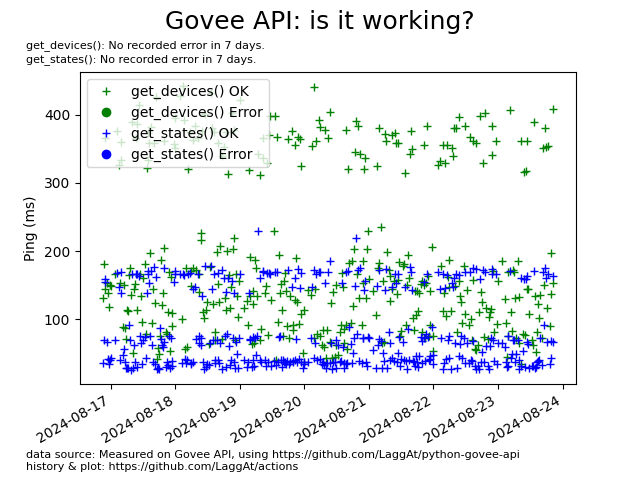 Govee API: is it working?
get_devices(): No recorded error in 7 days.
get_states(): No recorded error in 7 days.
get_devices() OK
get_devices() Error
get_states() OK
get_states() Error
400
300
200
100
Ping (ms)
2024-08-17
2024-08-18
2024-08-19
2024-08-20
2024-08-21
2024-08-22
2024-08-23
2024-08-24
data source: Measured on Govee API, using https://github.com/LaggAt/python-govee-api
history & plot: https://github.com/LaggAt/actions